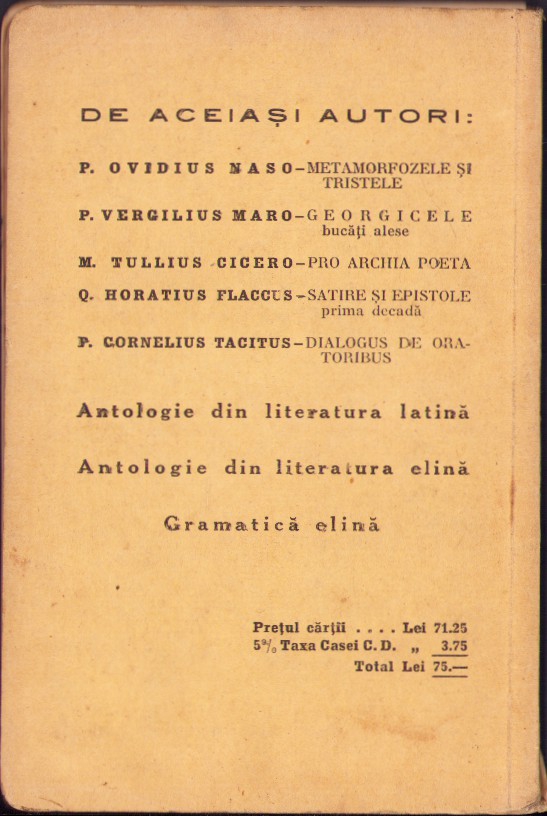 DE ACEIAȘI AUTORI:
P. OVIDIUS NASO–METAMORFOZELE ȘI
TRISTELE
P. VERGILIUS MARO–GEORGICELE
bucăți alese
M. TULLIUS CICERO–PRO ARCHIA POETA
Q. HORATIUS FLACCUS–SATIRE ȘI EPISTOLE
prima decadă
P. CORNELIUS TACITUS–DIALOGUS DE ORA-
TORIBUS
Antologie din literatura latină
Antologie din literatura elină
Gramatică elină
Prețul cărții . . . . Lei 71.25
5% Taxa Casei C. D. „ 3.75
Total Lei 75.—